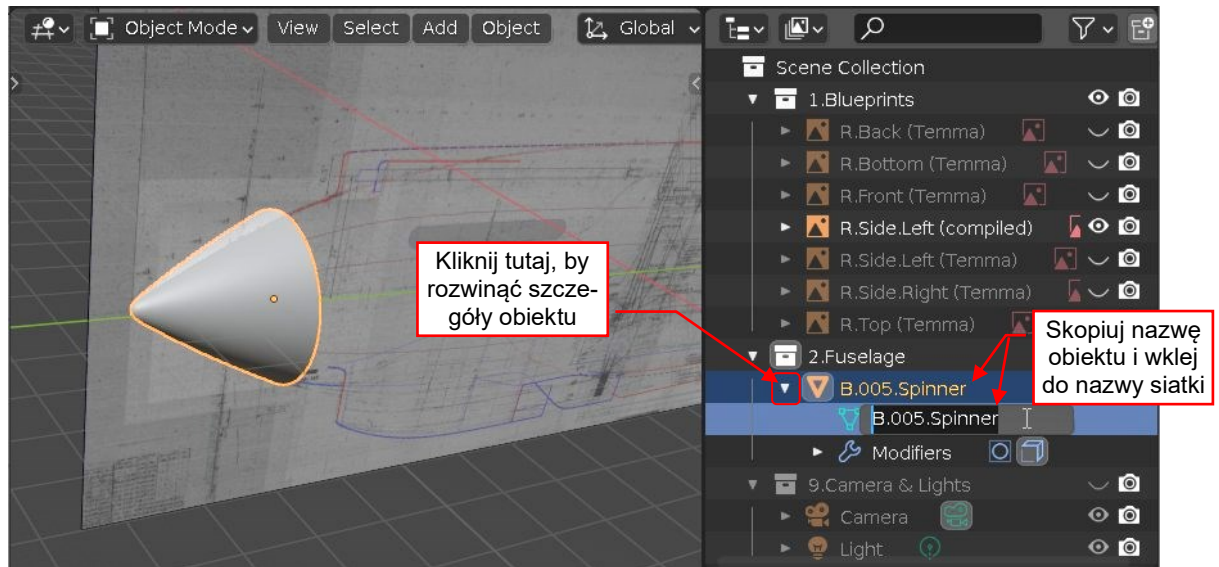 Object Mode View Select Add Object Global
Scene Collection
1.Blueprints
R.Back (Temma)
R.Bottom (Temma)
R.Front (Temma)
R.Side.Left (compiled)
R.Side.Left (Temma)
R.Side.Right (Temma)
R.Top (Temma)
2.Fuselage
B.005.Spinner
B.005.Spinner
Modifiers
9.Camera & Lights
Camera
Light
Kliknij tutaj, by
rozwinąć szcze-
góły obiektu
Skopiuj nazwę
obiektu i wklej
do nazwy siatki